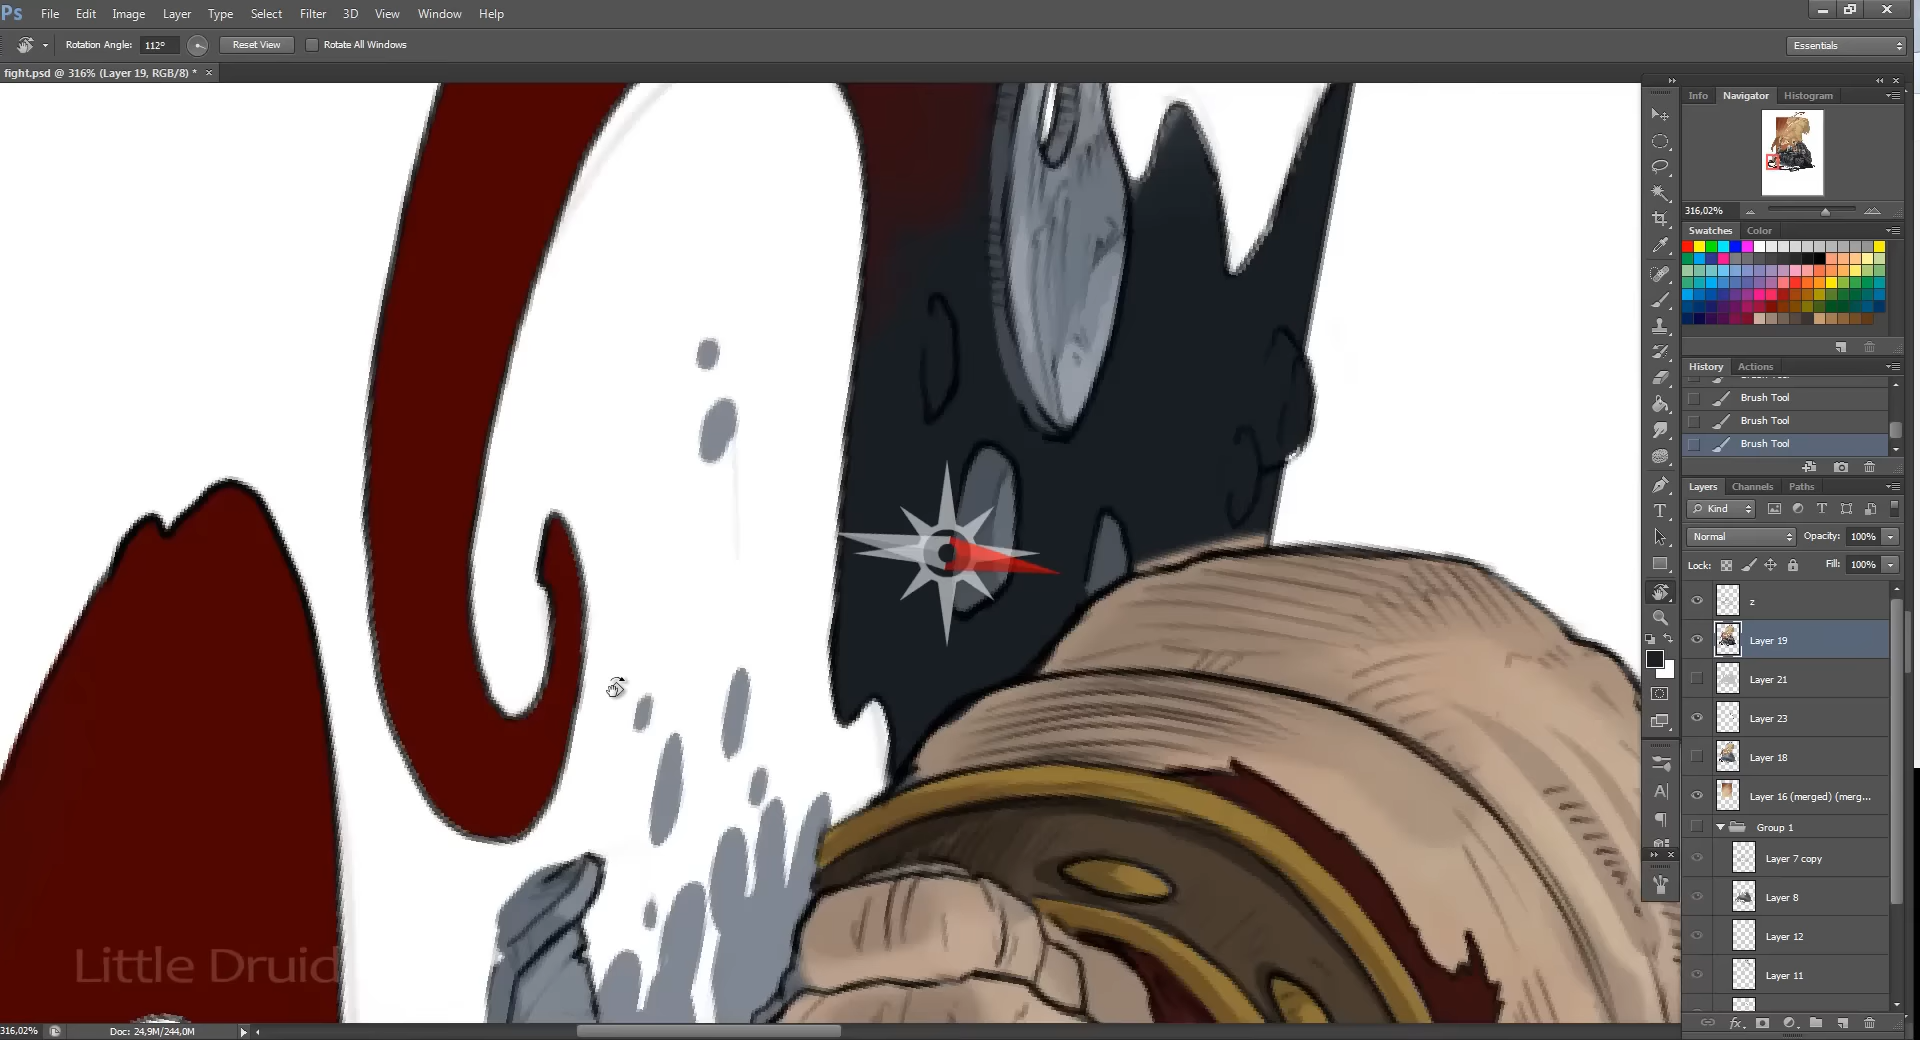 Ps File Edit Image Layer Type Select Filter 3D View Window Help
Rotation Angle: 112° Reset View Rotate All Windows Essentials
fight.psd @ 316% (Layer 19, RGB/8) * ×
Info Navigator Histogram
316,02%
Swatches Color
History Actions
Brush Tool
Brush Tool
Brush Tool
Layers Channels Paths
Kind
Normal Opacity: 100%
Lock: Fill: 100%
z
Layer 19
Layer 21
Layer 23
Layer 18
Layer 16 (merged) (merg...
Group 1
Layer 7 copy
Layer 8
Layer 12
Layer 11
Little Druid
316,02% Doc: 24,9M/244,0M